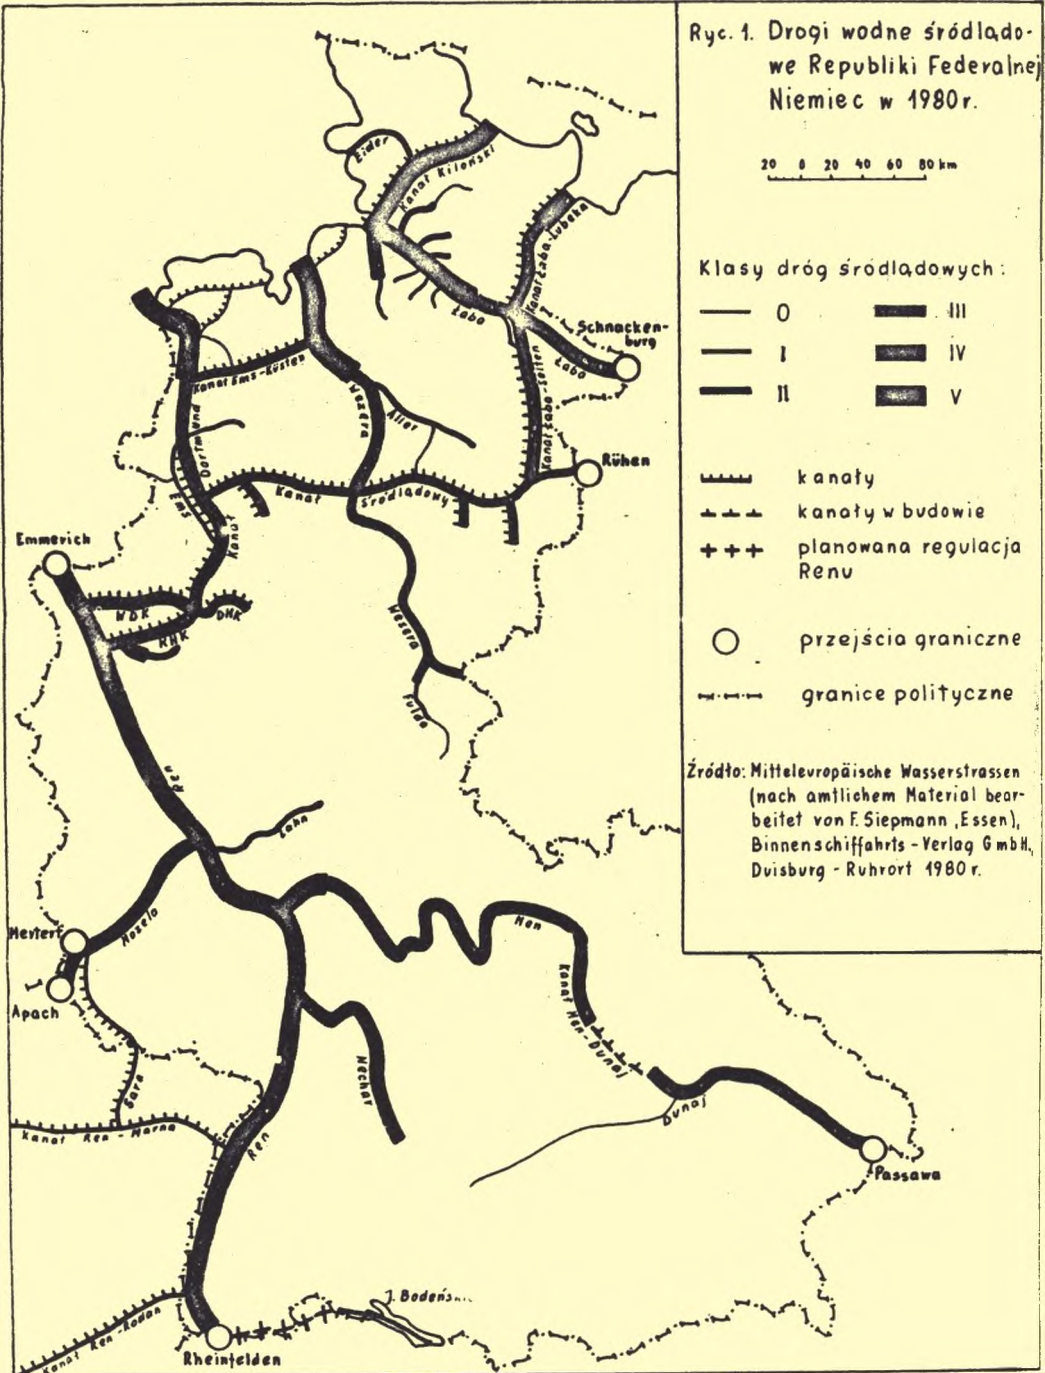 Ryc. 1. Drogi wodne śródlądo-
we Republiki Federalnej
Niemiec w 1980 r.
20 0 20 40 60 80 km
Klasy dróg śródlądowych:
0
I
II
III
IV
V
kanały
kanały w budowie
planowana regulacja
Renu
przejścia graniczne
granice polityczne
Źródło: Mitteleuropäische Wasserstrassen
(nach amtlichem Material bear-
beitet von F. Siepmann, Essen),
Binnenschiffahrts-Verlag GmbH.,
Duisburg-Ruhrort 1980 r.
Eider
Kanał Kiloński
Kanał Łaba-Lubeka
Łaba
Schnacken-
burg
Łaba
Kanał Ems-Küsten
Wezera
Aller
Kanał Łaba-Seiten
Dortmund
Ems
Kanał
Kanał Śródlądowy
Rühen
Emmerich
WDK
DHK
RHK
Wezera
Fulda
Ren
Lahn
Mozela
Mertert
Apach
Men
Kanał Men-Dunaj
Neckar
Sara
Kanał Ren-Marna
Ren
Dunaj
Passawa
Kanał Ren-Rodan
Rheinfelden
J. Bodeńskie